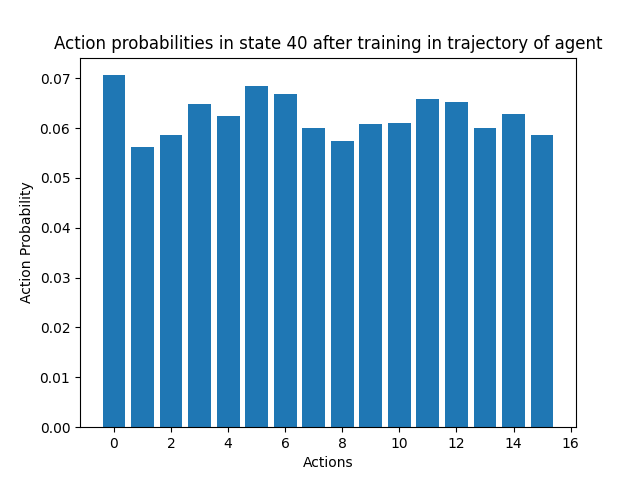 Action probabilities in state 40 after training in trajectory of agent
0.07
0.06
0.05
0.04
0.03
0.02
0.01
0.00
Action Probability
0 2 4 6 8 10 12 14 16
Actions